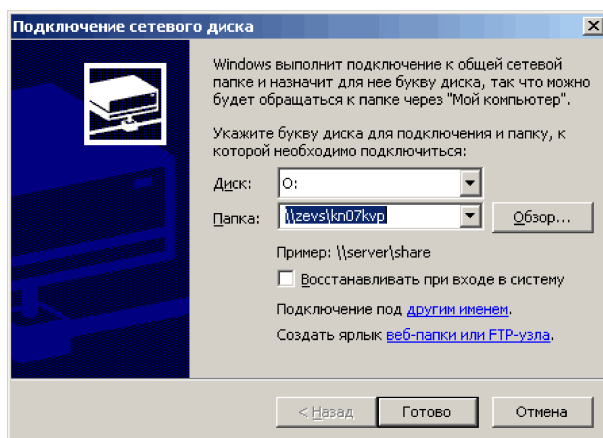 Подключение сетевого диска
Windows выполнит подключение к общей сетевой
папке и назначит для нее букву диска, так что можно
будет обращаться к папке через "Мой компьютер".
Укажите букву диска для подключения и папку, к
которой необходимо подключиться:
Диск: O:
Папка: \\zevs\kn07kvp Обзор...
Пример: \\server\share
Восстанавливать при входе в систему
Подключение под другим именем.
Создать ярлык веб-папки или FTP-узла.
< Назад Готово Отмена